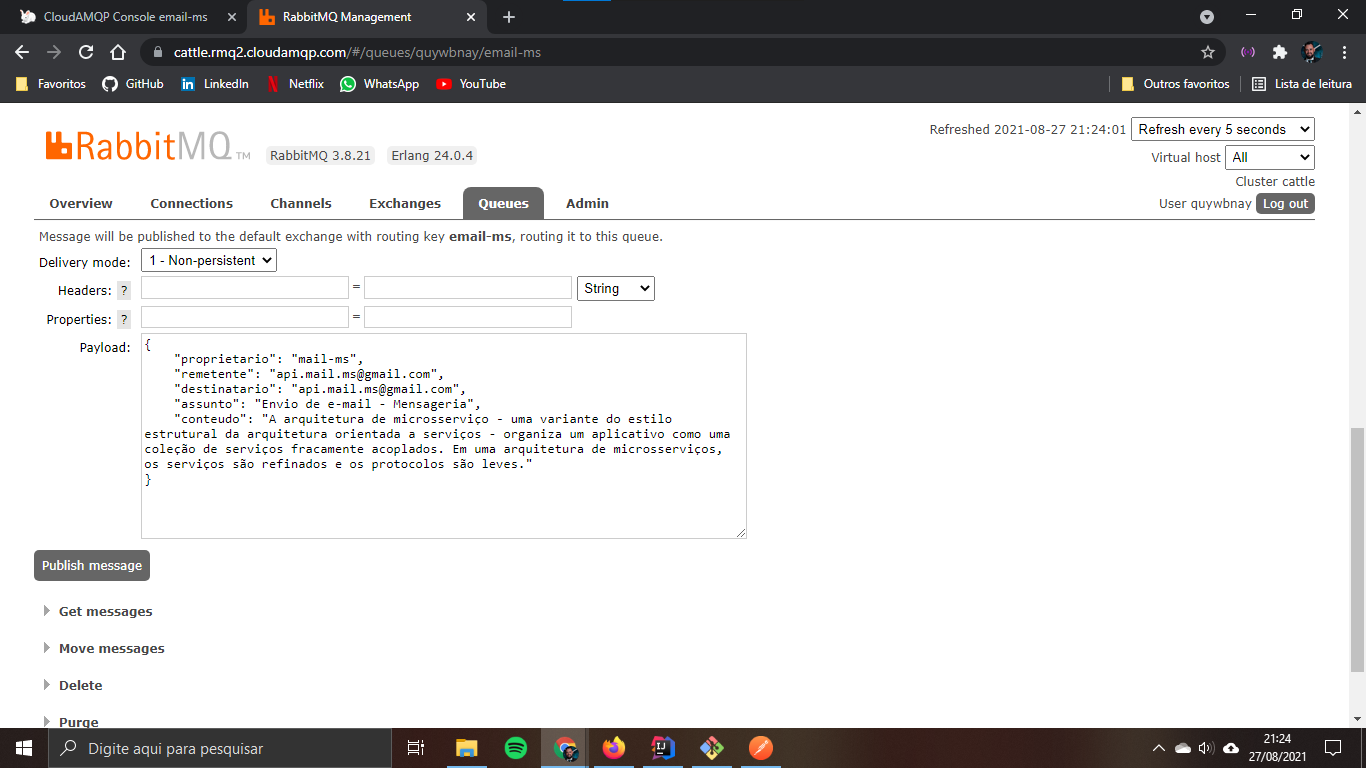 CloudAMQP Console email-ms
RabbitMQ Management
cattle.rmq2.cloudamqp.com/#/queues/quywbnay/email-ms
Favoritos GitHub LinkedIn Netflix WhatsApp YouTube Outros favoritos Lista de leitura
Refreshed 2021-08-27 21:24:01 Refresh every 5 seconds
RabbitMQ TM RabbitMQ 3.8.21 Erlang 24.0.4
Virtual host All
Cluster cattle
User quywbnay Log out
Overview Connections Channels Exchanges Queues Admin
Message will be published to the default exchange with routing key email-ms, routing it to this queue.
Delivery mode: 1 - Non-persistent
Headers: ? = String
Properties: ? =
Payload: {
"proprietario": "mail-ms",
"remetente": "api.mail.ms@gmail.com",
"destinatario": "api.mail.ms@gmail.com",
"assunto": "Envio de e-mail - Mensageria",
"conteudo": "A arquitetura de microsserviço - uma variante do estilo
estrutural da arquitetura orientada a serviços - organiza um aplicativo como uma
coleção de serviços fracamente acoplados. Em uma arquitetura de microsserviços,
os serviços são refinados e os protocolos são leves."
}
Publish message
Get messages
Move messages
Delete
Purge
Digite aqui para pesquisar
21:24
27/08/2021